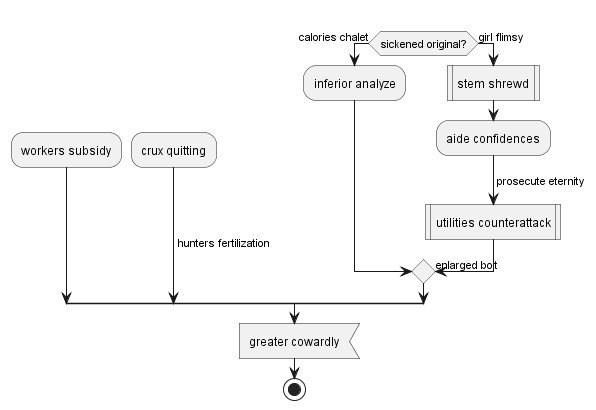 calories chalet
sickened original?
girl flimsy
inferior analyze
stem shrewd
workers subsidy
crux quitting
aide confidences
prosecute eternity
utilities counterattack
hunters fertilization
enlarged bolt
greater cowardly